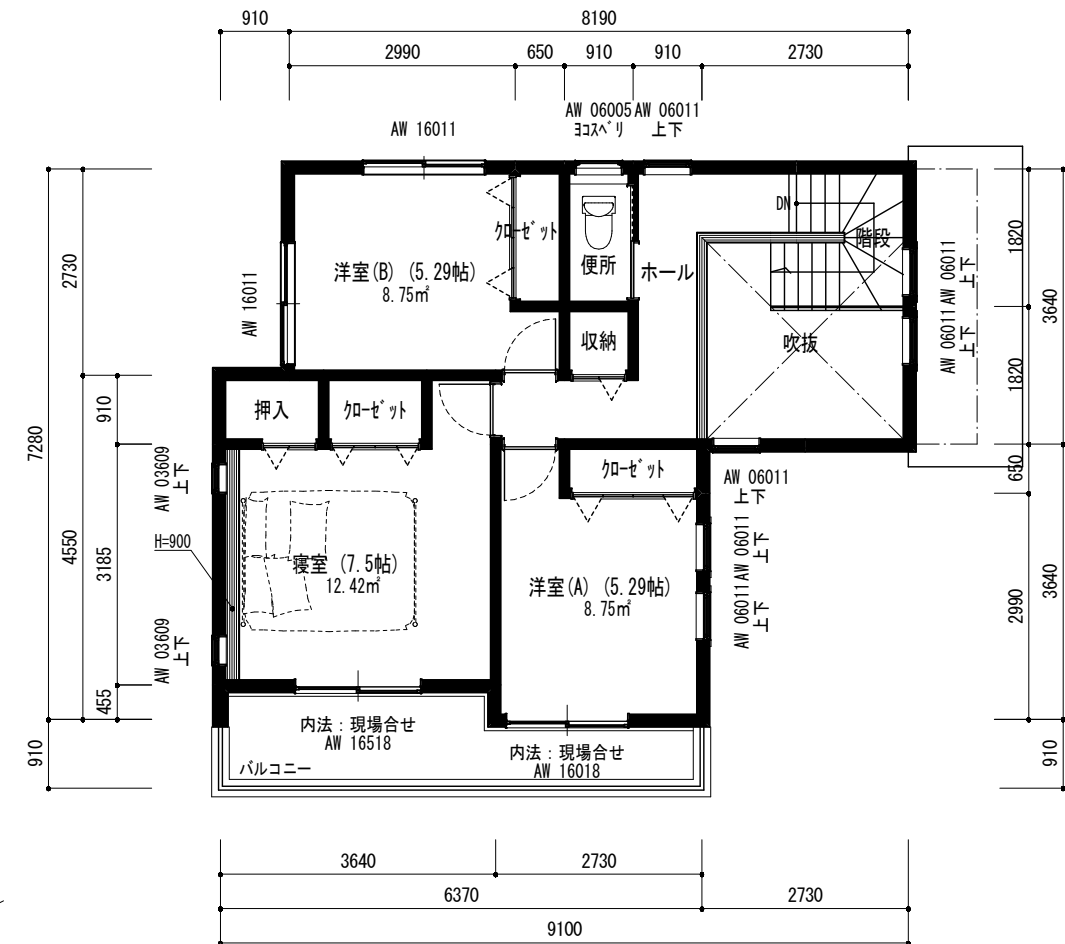 910
8190
2990
650
910
910
2730
AW 06005
ヨコスベリ
AW 06011
上下
AW 16011
DN
階段
クローゼット
便所
ホール
洋室(B) (5.29帖)
8.75㎡
収納
吹抜
AW 16011
AW 06011
上下
AW 06011
上下
2730
910
7280
4550
3185
455
910
1820
1820
3640
650
2990
3640
910
押入
クローゼット
クローゼット
AW 03609
上下
AW 06011
上下
H=900
寝室 (7.5帖)
12.42㎡
洋室(A) (5.29帖)
8.75㎡
AW 06011
上下
AW 06011
上下
AW 03609
上下
内法：現場合せ
AW 16518
内法：現場合せ
AW 16018
バルコニー
3640
2730
6370
2730
9100